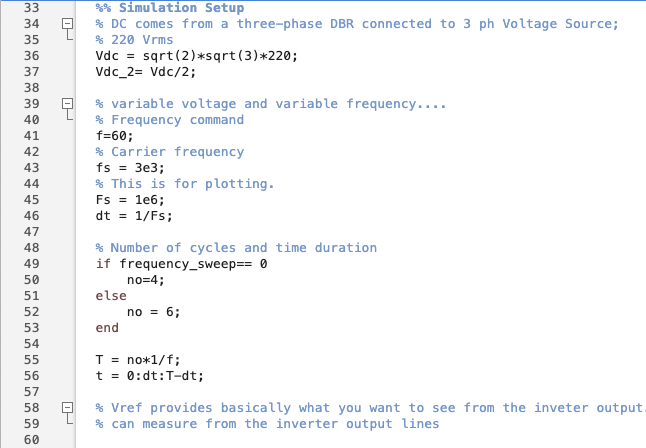 33 %% Simulation Setup
34 % DC comes from a three-phase DBR connected to 3 ph Voltage Source;
35 % 220 Vrms
36 Vdc = sqrt(2)*sqrt(3)*220;
37 Vdc_2= Vdc/2;
38
39 % variable voltage and variable frequency....
40 % Frequency command
41 f=60;
42 % Carrier frequency
43 fs = 3e3;
44 % This is for plotting.
45 Fs = 1e6;
46 dt = 1/Fs;
47
48 % Number of cycles and time duration
49 if frequency_sweep== 0
50 no=4;
51 else
52 no = 6;
53 end
54
55 T = no*1/f;
56 t = 0:dt:T-dt;
57
58 % Vref provides basically what you want to see from the inveter output.
59 % can measure from the inverter output lines
60